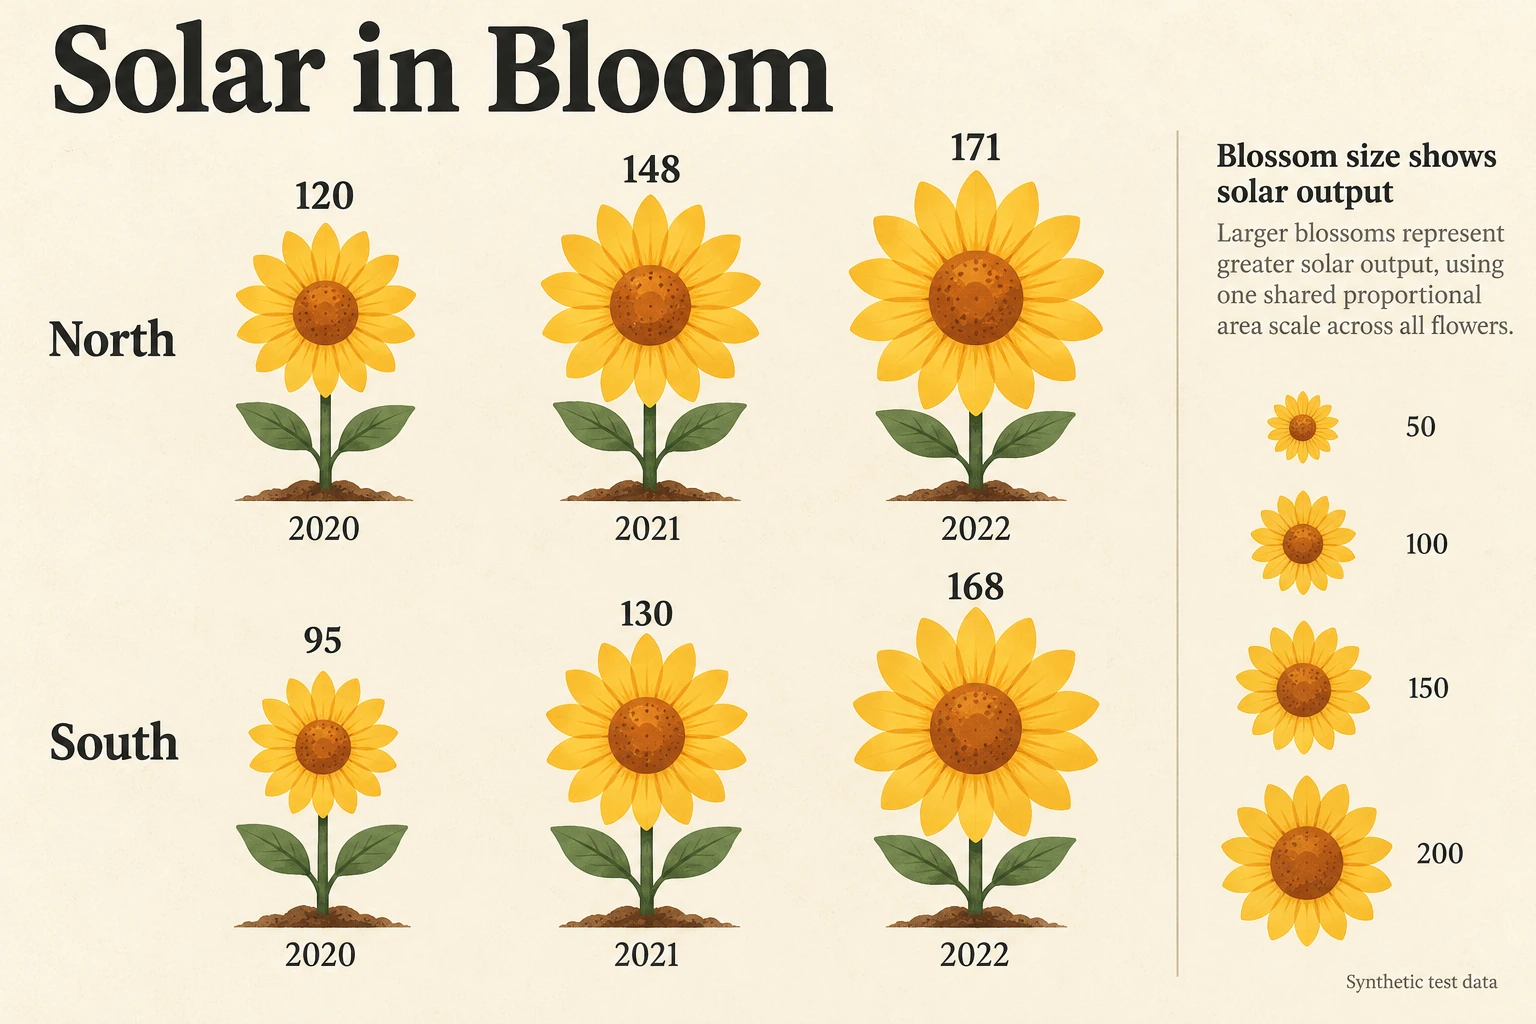 Solar in Bloom
North
120
148
171
2020
2021
2022
South
95
130
168
2020
2021
2022
Blossom size shows
solar output
Larger blossoms represent
greater solar output, using
one shared proportional
area scale across all flowers.
50
100
150
200
Synthetic test data